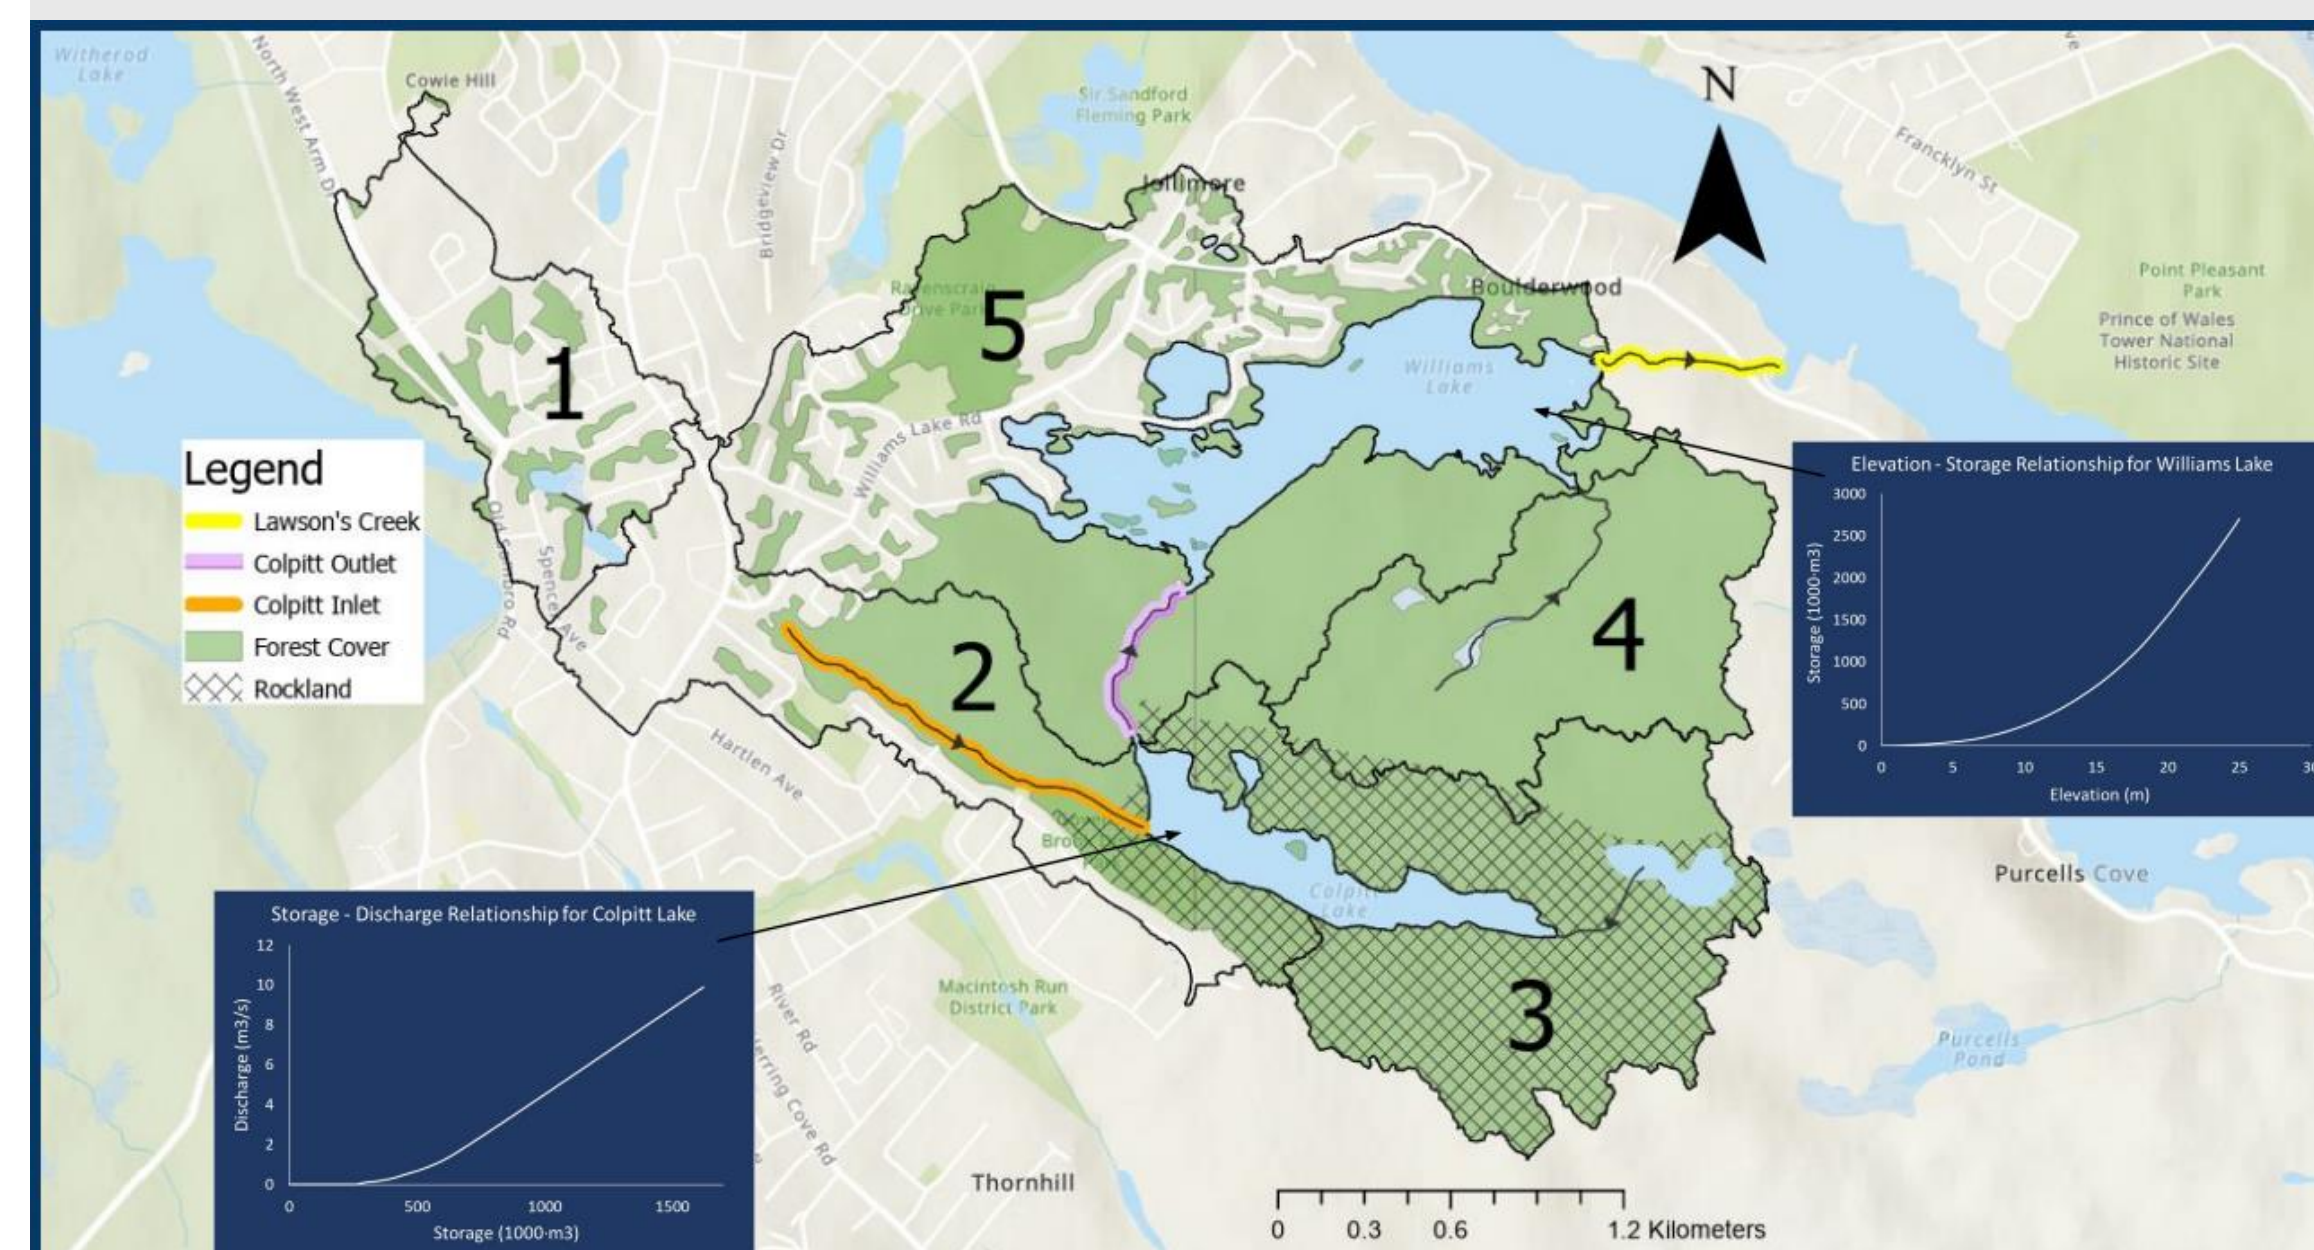 Witherod
Lake
North West Arm Dr
Cowie Hill
Bridgeview Dr
Sir Sandford
Fleming Park
N
Francklyn St
Jollimore
Point Pleasant
Park
Prince of Wales
Tower National
Historic Site
Boulderwood
Ravenscraig
Drive Park
5
1
Williams
Lake
Williams Lake Rd
Legend
Lawson's Creek
Colpitt Outlet
Colpitt Inlet
Forest Cover
Rockland
Old Sambro Rd
Spencer Ave
2
4
Hartlen Ave
Elevation - Storage Relationship for Williams Lake
Storage (1000·m3)
3000
2500
2000
1500
1000
500
0
0 5 10 15 20 25
Elevation (m)
Purcells Cove
Colpitt
Lake
Storage - Discharge Relationship for Colpitt Lake
Discharge (m3/s)
12
10
8
6
4
2
0
0 500 1000 1500
Storage (1000·m3)
River Rd
Herring Cove Rd
Macintosh Run
District Park
3
Purcells
Pond
Thornhill
0 0.3 0.6 1.2 Kilometers